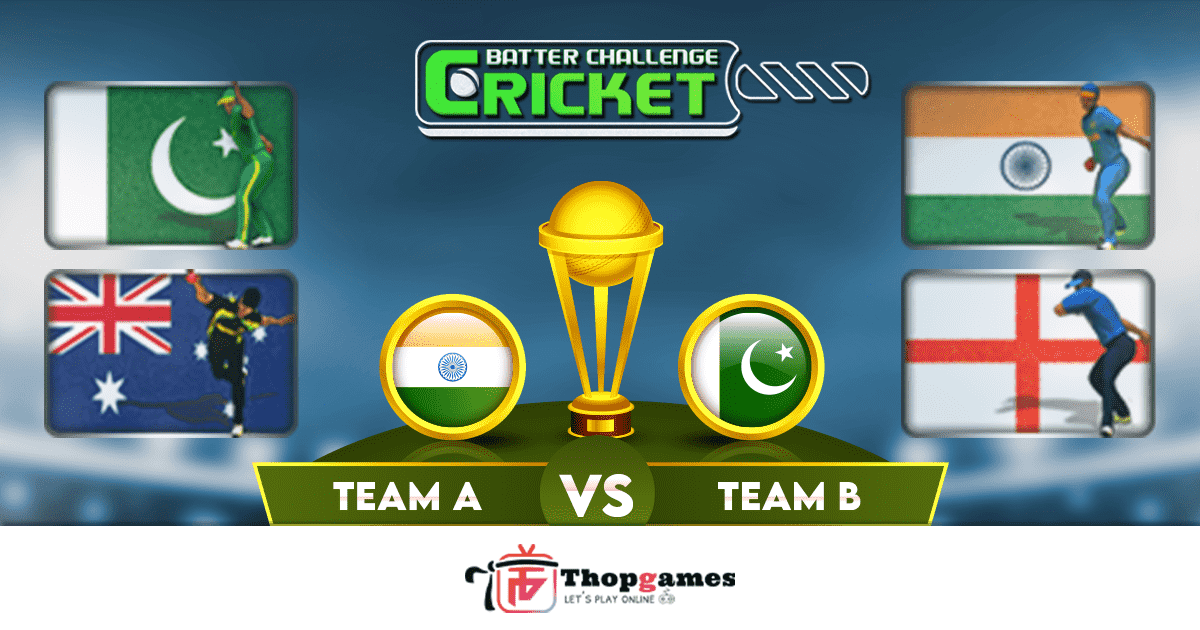 BATTER CHALLENGE
CRICKET
TEAM A
VS
TEAM B
Thopgames
LET'S PLAY ONLINE